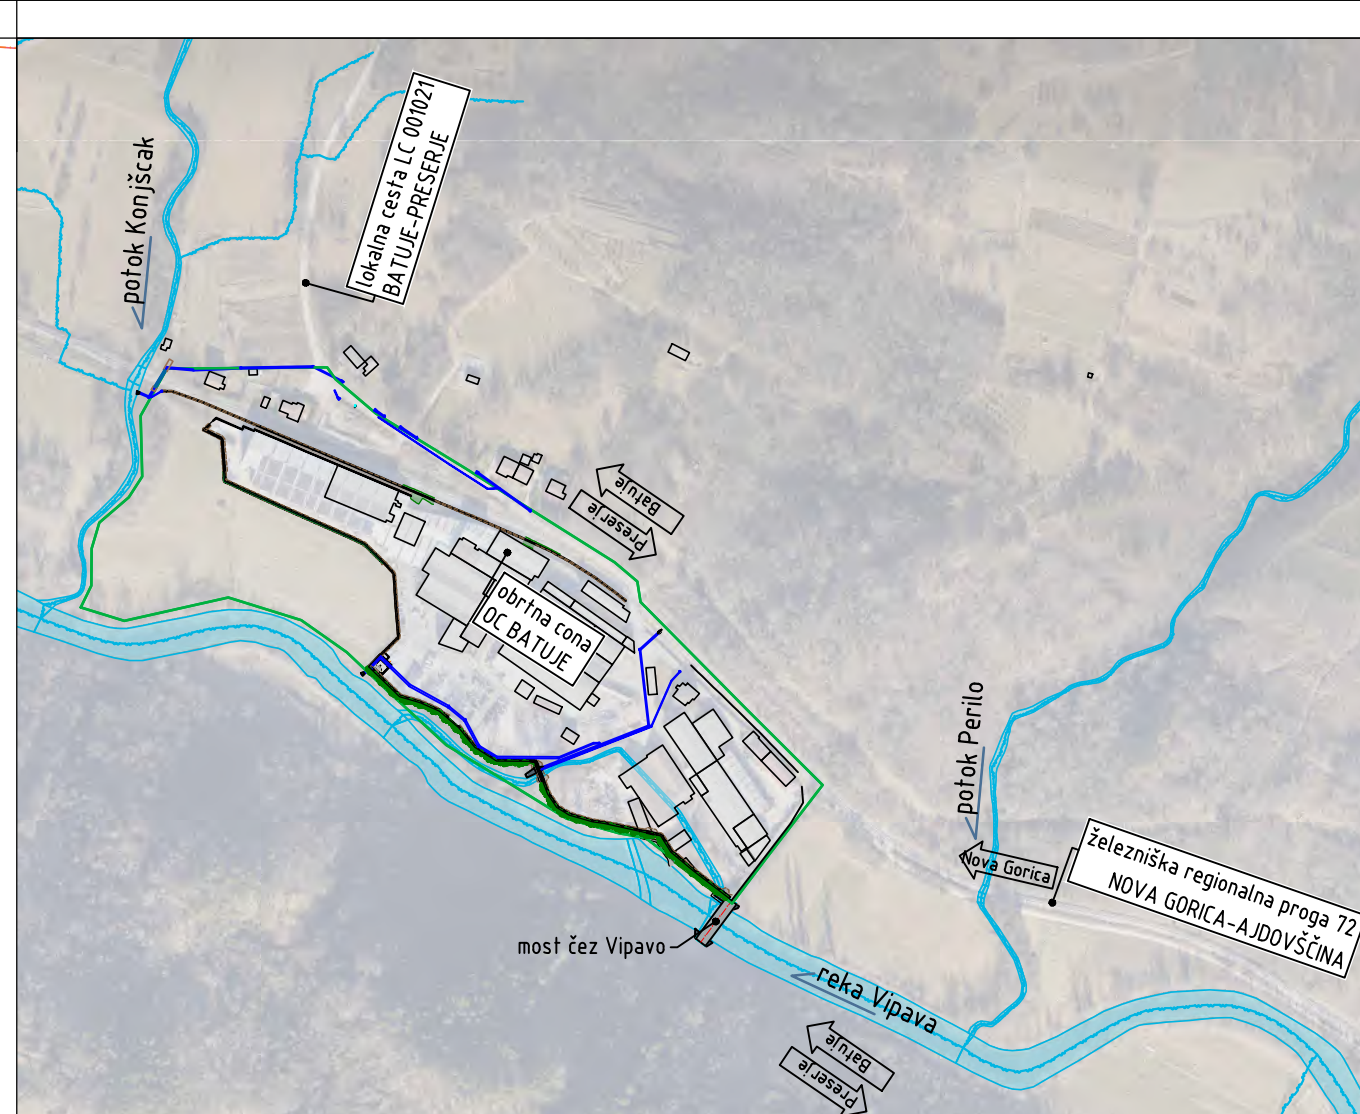 lokalna cesta LC 001021
BATUJE-PRESERJE
potok Konjšcak
Batuje
Preserje
obrtna cona
OC BATUJE
potok Perilo
Nova Gorica
železniška regionalna proga 72
NOVA GORICA-AJDOVŠČINA
most čez Vipavo
reka Vipava
Batuje
Preserje